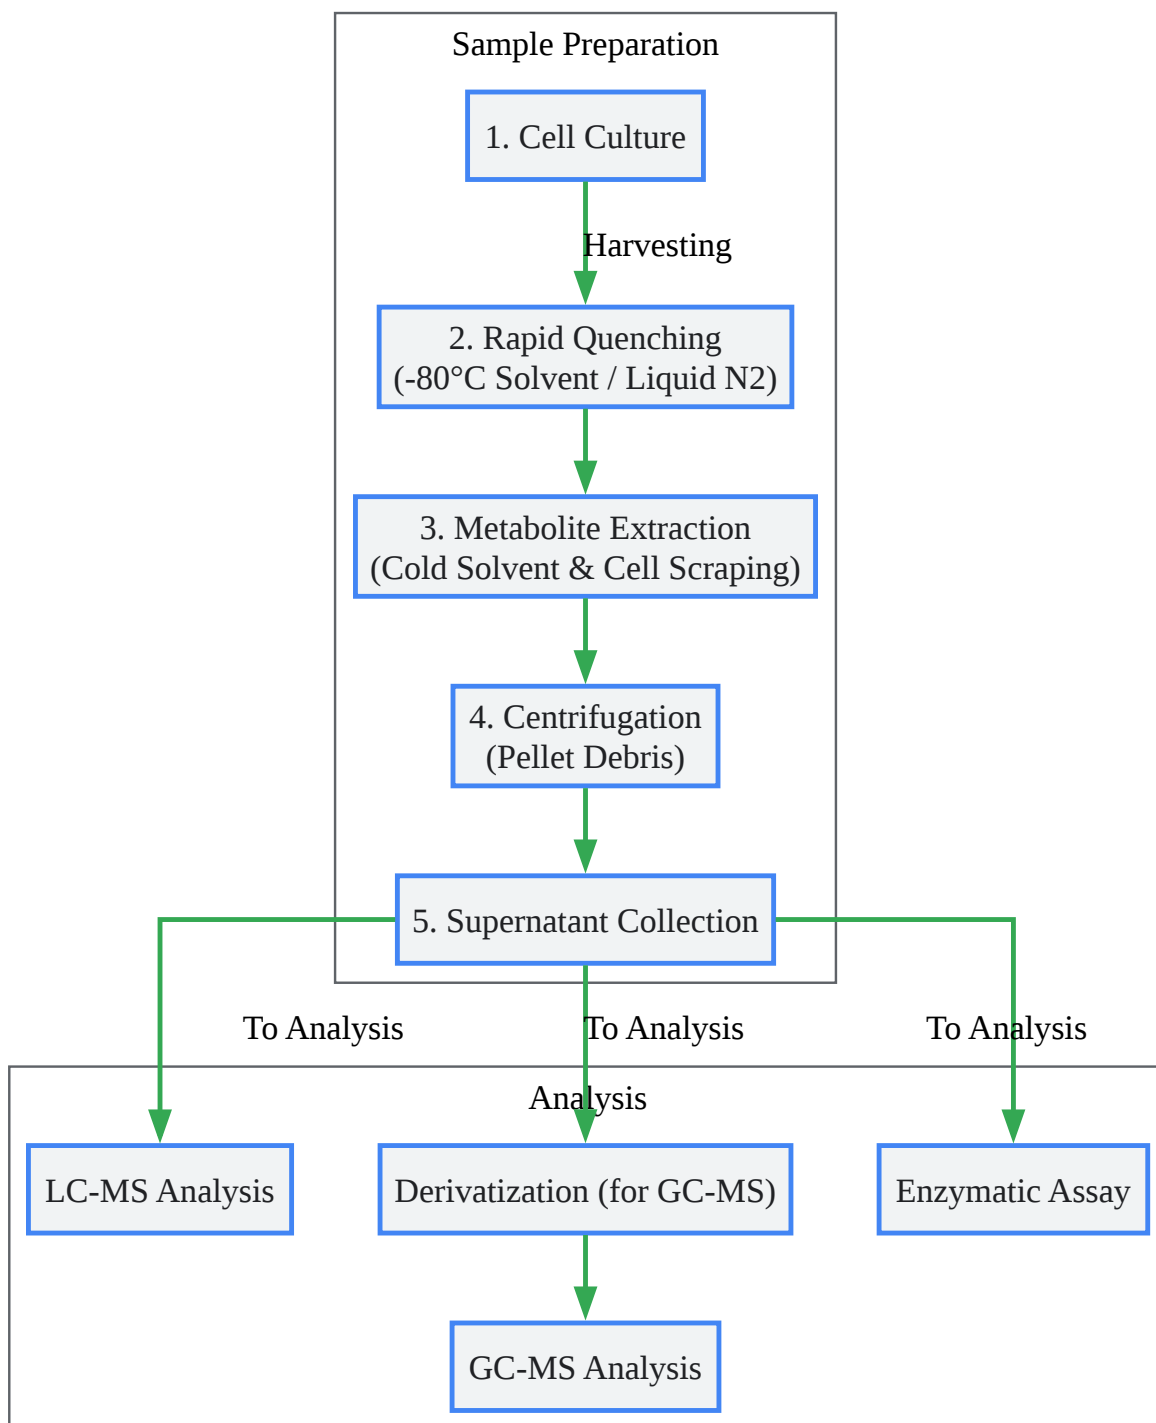 Sample Preparation
1. Cell Culture
Harvesting
2. Rapid Quenching
(-80°C Solvent / Liquid N2)
3. Metabolite Extraction
(Cold Solvent & Cell Scraping)
4. Centrifugation
(Pellet Debris)
5. Supernatant Collection
To Analysis
To Analysis
To Analysis
Analysis
LC-MS Analysis
Derivatization (for GC-MS)
Enzymatic Assay
GC-MS Analysis